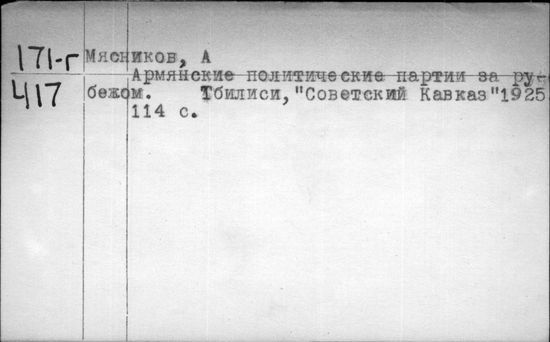 171-г
417
Мясников, А
Армянские политические партии за ру-
бежом. Тбилиси, "Советский Кавказ" 1925
114 с.